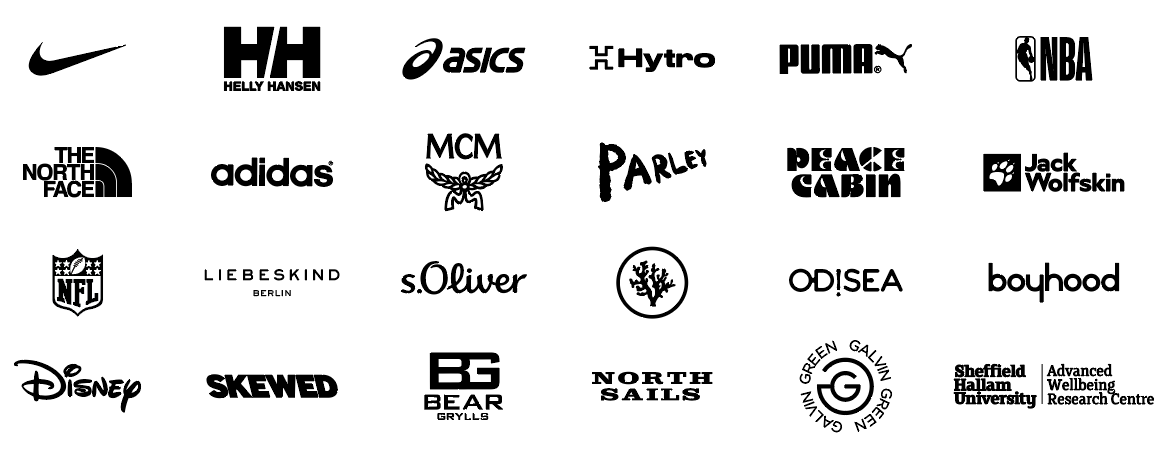 HH
HELLY HANSEN
asics
Hytro
PUMA®
NBA
THE
NORTH
FACE
adidas®
MCM
PARLEY
PEACE
CABIN
Jack
Wolfskin
NFL
LIEBESKIND
BERLIN
s.Oliver
OD!SEA
boyhood
Disney
SKEWED
BG
BEAR
GRYLLS
NORTH
SAILS
GALVIN GREEN GALVIN GREEN
G
Sheffield
Hallam
University
Advanced
Wellbeing
Research Centre